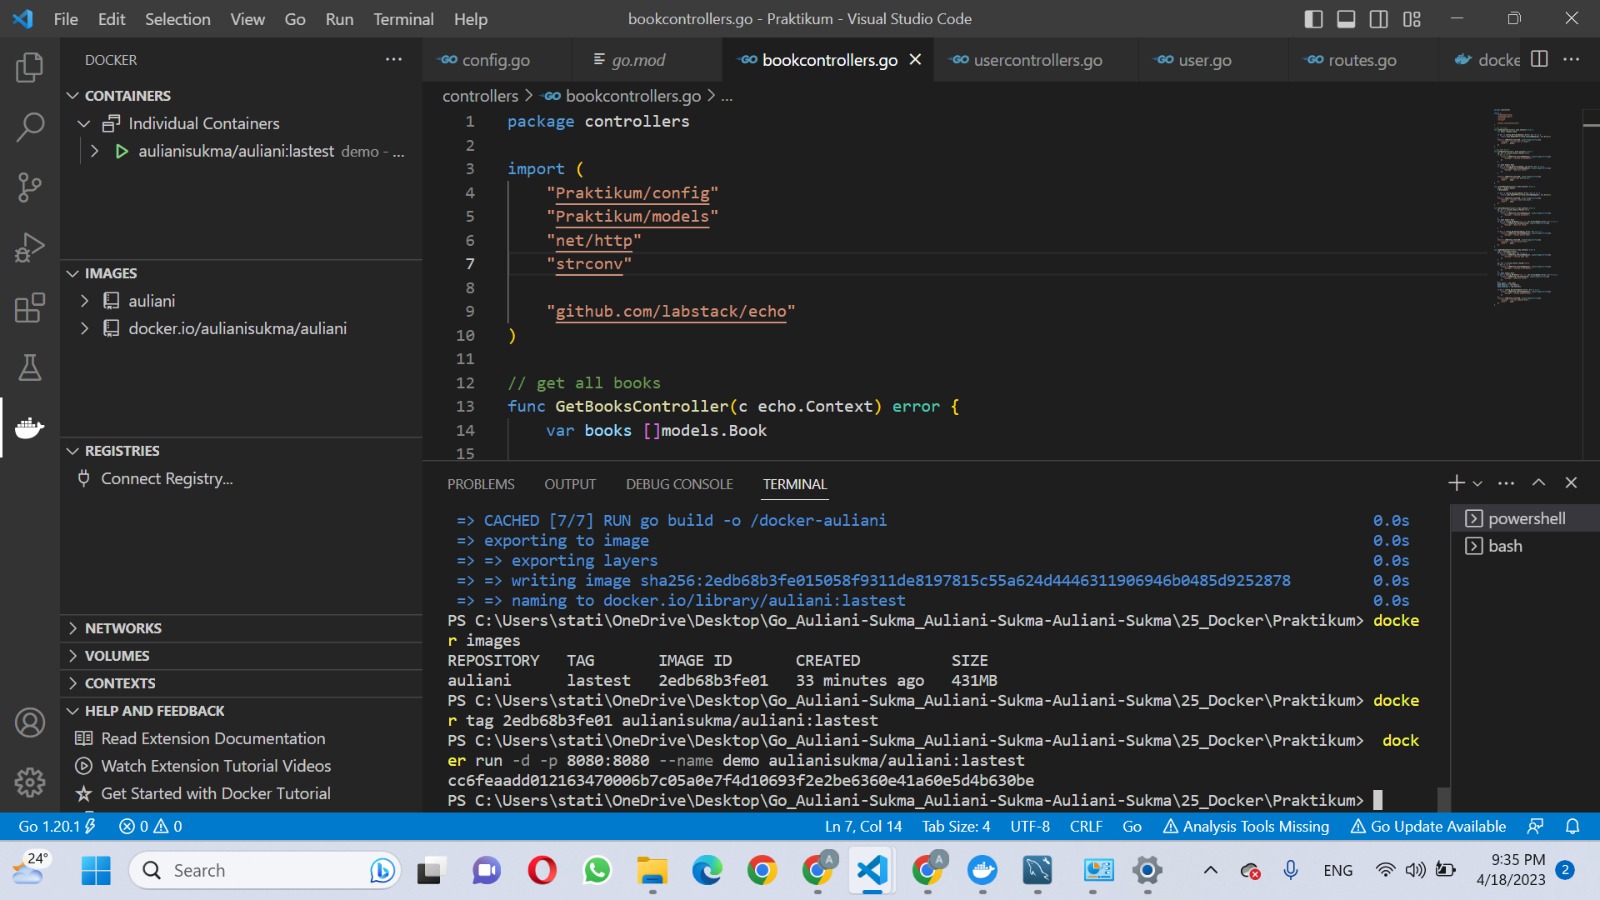 File Edit Selection View Go Run Terminal Help
bookcontrollers.go - Praktikum - Visual Studio Code
DOCKER
CONTAINERS
Individual Containers
aulianisukma/auliani:lastest demo - ...
IMAGES
auliani
docker.io/aulianisukma/auliani
REGISTRIES
Connect Registry...
NETWORKS
VOLUMES
CONTEXTS
HELP AND FEEDBACK
Read Extension Documentation
Watch Extension Tutorial Videos
Get Started with Docker Tutorial
config.go go.mod bookcontrollers.go usercontrollers.go user.go routes.go docke
controllers > bookcontrollers.go > ...
1 package controllers
2
3 import (
4 "Praktikum/config"
5 "Praktikum/models"
6 "net/http"
7 "strconv"
8
9 "github.com/labstack/echo"
10 )
11
12 // get all books
13 func GetBooksController(c echo.Context) error {
14 var books []models.Book
15
PROBLEMS OUTPUT DEBUG CONSOLE TERMINAL
=> CACHED [7/7] RUN go build -o /docker-auliani 0.0s
=> exporting to image 0.0s
=> => exporting layers 0.0s
=> => writing image sha256:2edb68b3fe015058f9311de8197815c55a624d4446311906946b0485d9252878 0.0s
=> => naming to docker.io/library/auliani:lastest 0.0s
PS C:\Users\stati\OneDrive\Desktop\Go_Auliani-Sukma_Auliani-Sukma-Auliani-Sukma\25_Docker\Praktikum> docke
r images
REPOSITORY TAG IMAGE ID CREATED SIZE
auliani lastest 2edb68b3fe01 33 minutes ago 431MB
PS C:\Users\stati\OneDrive\Desktop\Go_Auliani-Sukma_Auliani-Sukma-Auliani-Sukma\25_Docker\Praktikum> docke
r tag 2edb68b3fe01 aulianisukma/auliani:lastest
PS C:\Users\stati\OneDrive\Desktop\Go_Auliani-Sukma_Auliani-Sukma-Auliani-Sukma\25_Docker\Praktikum> dock
er run -d -p 8080:8080 --name demo aulianisukma/auliani:lastest
cc6feaadd012163470006b7c05a0e7f4d10693f2e2be6360e41a60e5d4b630be
PS C:\Users\stati\OneDrive\Desktop\Go_Auliani-Sukma_Auliani-Sukma-Auliani-Sukma\25_Docker\Praktikum>
powershell
bash
Go 1.20.1 0 0 Ln 7, Col 14 Tab Size: 4 UTF-8 CRLF Go Analysis Tools Missing Go Update Available
24° Search A A ENG 9:35 PM 2
4/18/2023